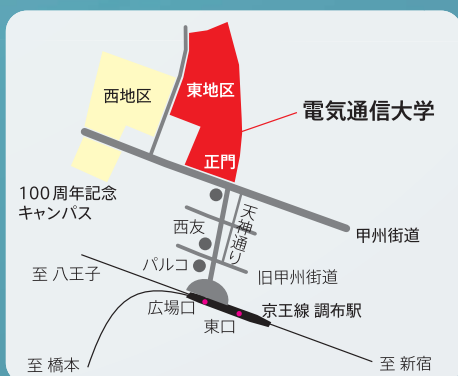 西地区
東地区
電気通信大学
正門
100周年記念
キャンパス
天神通り
西友
甲州街道
パルコ
至 八王子
旧甲州街道
広場口
京王線 調布駅
東口
至 橋本
至 新宿